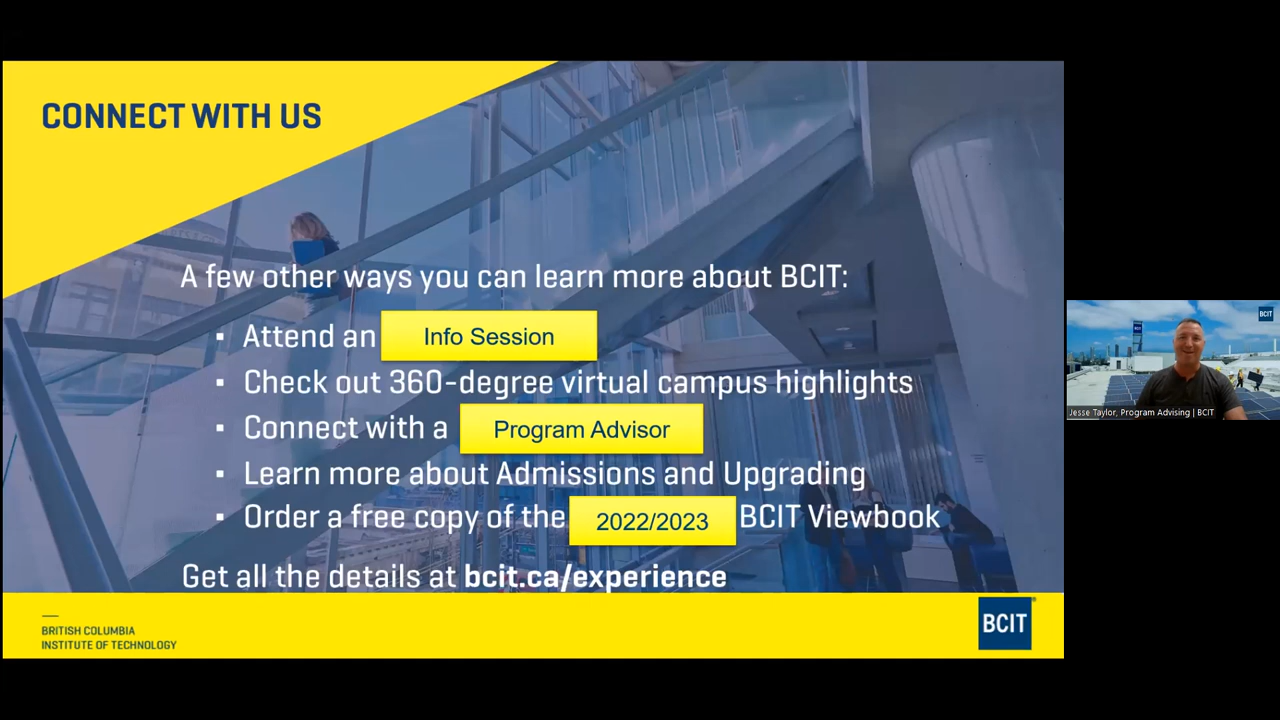 CONNECT WITH US
A few other ways you can learn more about BCIT:
▪ Attend an Info Session
▪ Check out 360-degree virtual campus highlights
▪ Connect with a Program Advisor
▪ Learn more about Admissions and Upgrading
▪ Order a free copy of the 2022/2023 BCIT Viewbook
Get all the details at bcit.ca/experience
BRITISH COLUMBIA
INSTITUTE OF TECHNOLOGY
BCIT
BCIT
Jesse Taylor, Program Advising | BCIT